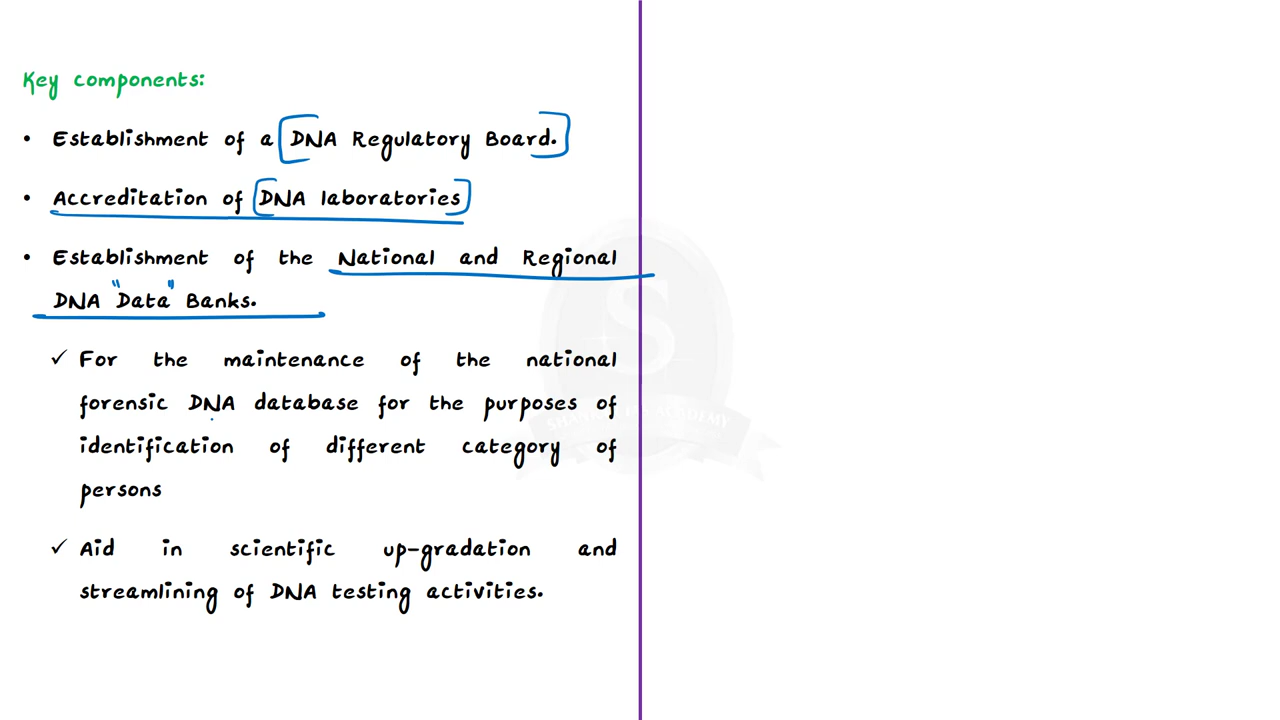 Key components:
• Establishment of a DNA Regulatory Board.
• Accreditation of DNA laboratories
• Establishment of the National and Regional
DNA "Data" Banks.
✓ For the maintenance of the national
forensic DNA database for the purposes of
identification of different category of
persons
✓ Aid in scientific up-gradation and
streamlining of DNA testing activities.